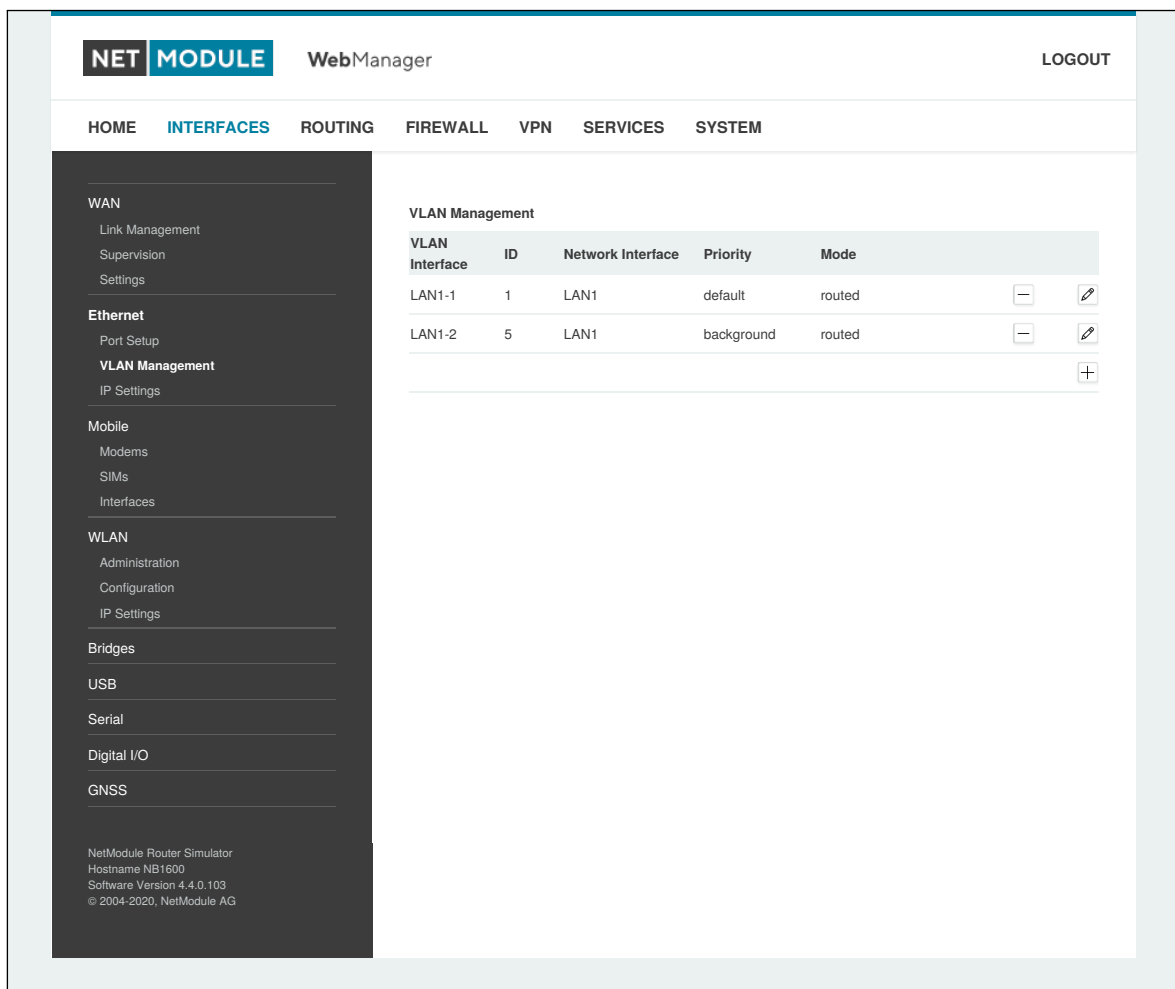 NET MODULE WebManager LOGOUT
HOME INTERFACES ROUTING FIREWALL VPN SERVICES SYSTEM
WAN
Link Management
Supervision
Settings
Ethernet
Port Setup
VLAN Management
IP Settings
Mobile
Modems
SIMs
Interfaces
WLAN
Administration
Configuration
IP Settings
Bridges
USB
Serial
Digital I/O
GNSS
NetModule Router Simulator
Hostname NB1600
Software Version 4.4.0.103
© 2004-2020, NetModule AG
VLAN Management
VLAN Interface ID Network Interface Priority Mode
LAN1-1 1 LAN1 default routed
LAN1-2 5 LAN1 background routed